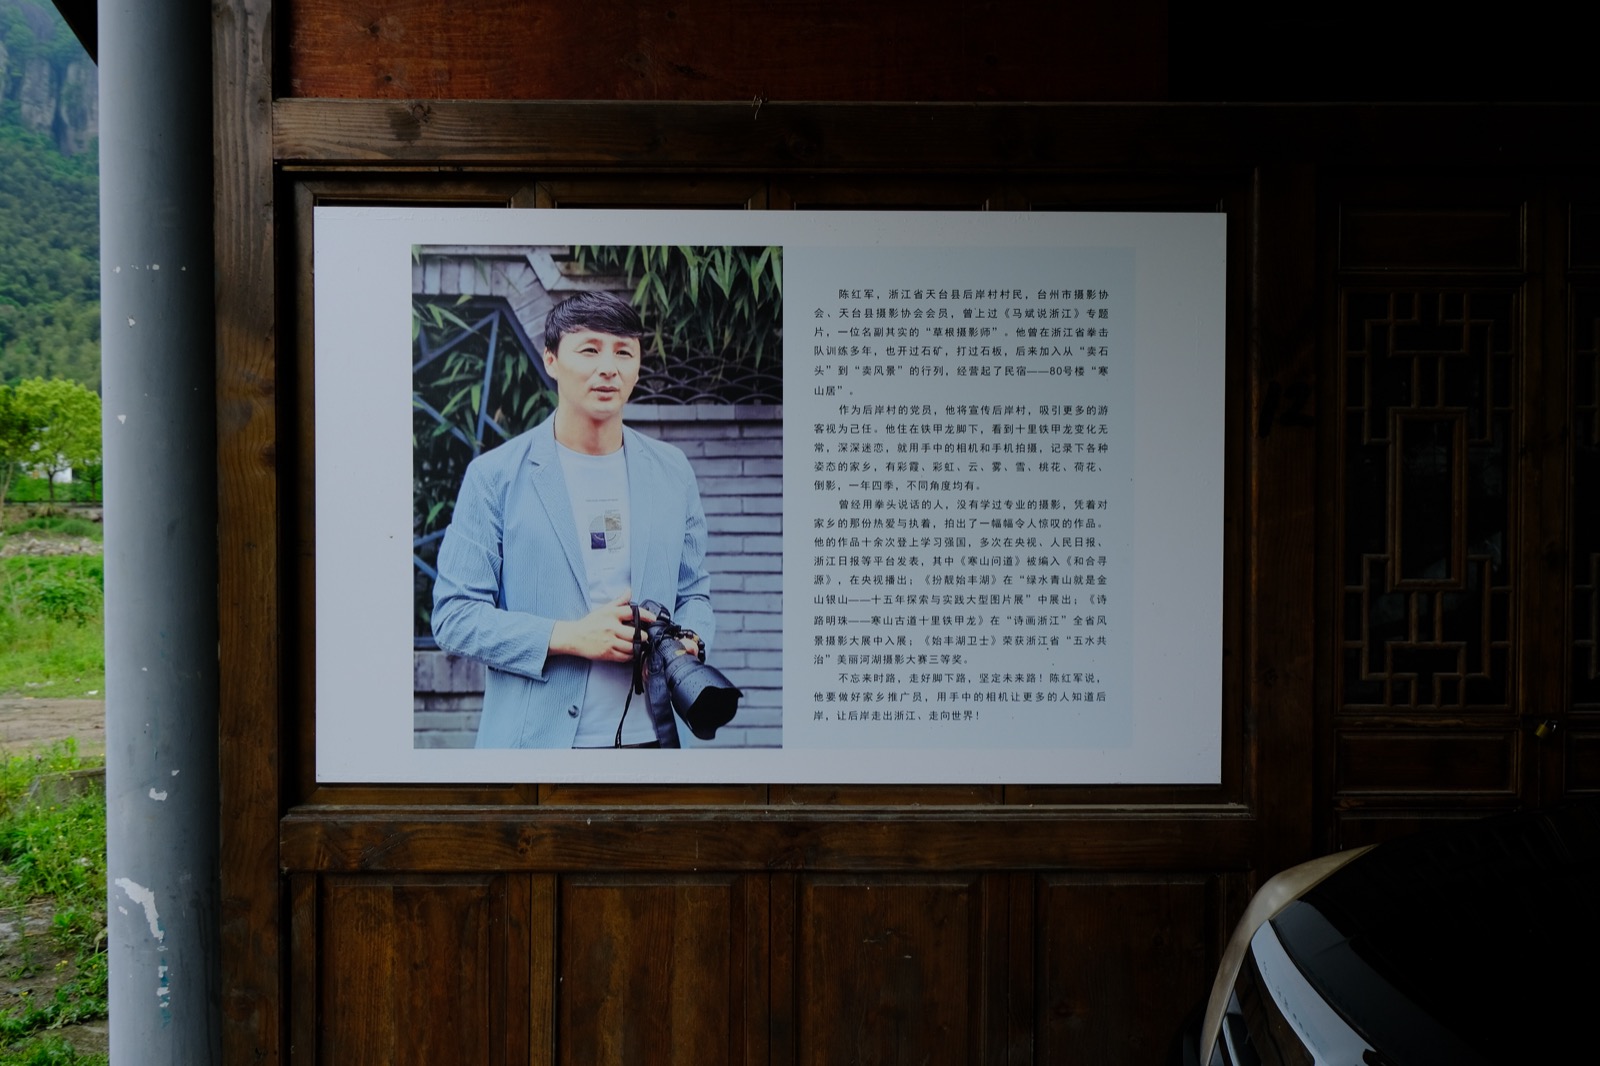 陈红军，浙江省天台县后岸村村民，台州市摄影协
会、天台县摄影协会会员，曾上过《马斌说浙江》专题
片，一位名副其实的“草根摄影师”。他曾在浙江省拳击
队训练多年，也开过石矿，打过石板，后来加入从“卖石
头”到“卖风景”的行列，经营起了民宿——80号楼“寒
山居”。
作为后岸村的党员，他将宣传后岸村，吸引更多的游
客视为己任。他住在铁甲龙脚下，看到十里铁甲龙变化无
常，深深迷恋，就用手中的相机和手机拍摄，记录下各种
姿态的家乡，有彩霞、彩虹、云、雾、雪、桃花、荷花、
倒影，一年四季，不同角度均有。
曾经用拳头说话的人，没有学过专业的摄影，凭着对
家乡的那份热爱与执着，拍出了一幅幅令人惊叹的作品。
他的作品十余次登上学习强国，多次在央视、人民日报、
浙江日报等平台发表，其中《寒山问道》被编入《和合寻
源》，在央视播出；《扮靓始丰湖》在“绿水青山就是金
山银山——十五年探索与实践大型图片展”中展出；《诗
路明珠——寒山古道十里铁甲龙》在“诗画浙江”全省风
景摄影大展中入展；《始丰湖卫士》荣获浙江省“五水共
治”美丽河湖摄影大赛三等奖。
不忘来时路，走好脚下路，坚定未来路！陈红军说，
他要做好家乡推广员，用手中的相机让更多的人知道后
岸，让后岸走出浙江、走向世界！